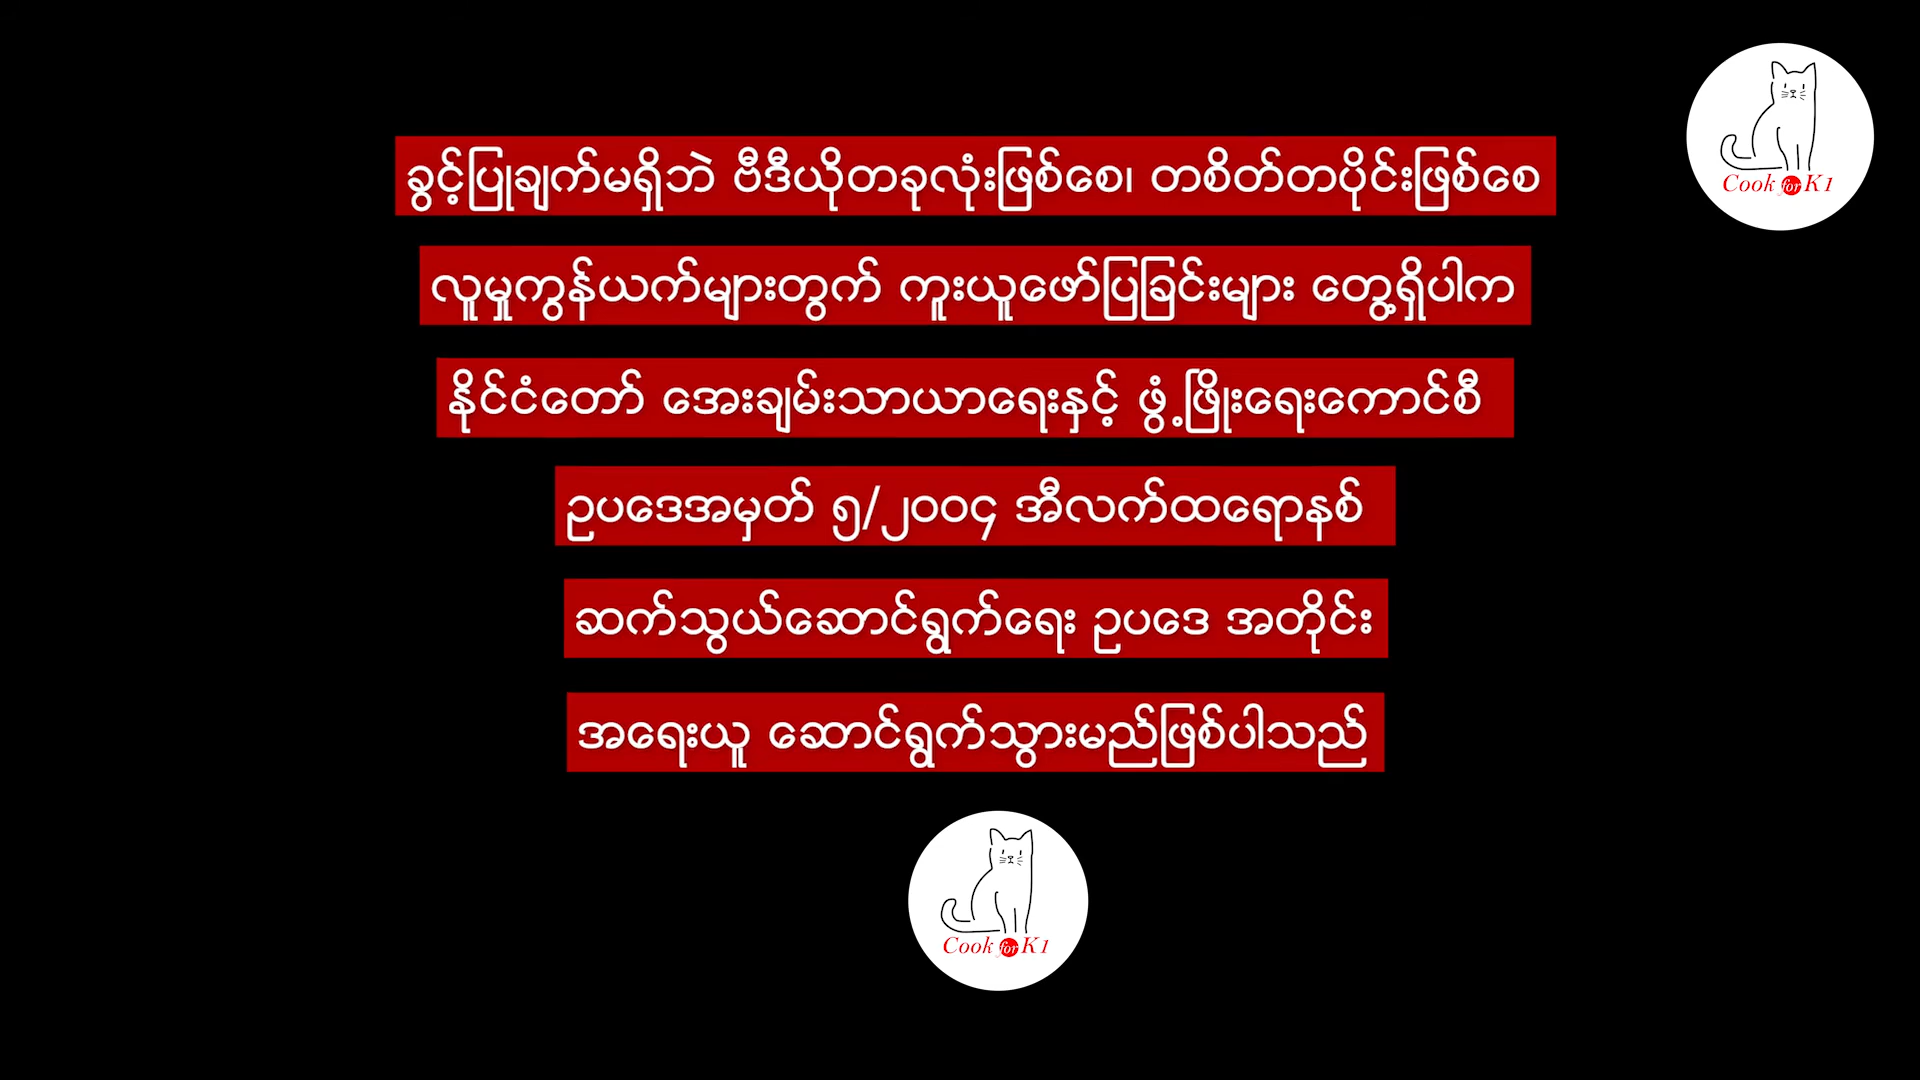 Cook for K1
ခွင့်ပြုချက်မရှိဘဲ ဗီဒီယိုတခုလုံးဖြစ်စေ၊ တစိတ်တပိုင်းဖြစ်စေ
လူမှုကွန်ယက်များတွက် ကူးယူဖော်ပြခြင်းများ တွေ့ရှိပါက
နိုင်ငံတော် အေးချမ်းသာယာရေးနှင့် ဖွံ့ဖြိုးရေးကောင်စီ
ဥပဒေအမှတ် ၅/၂၀၀၄ အီလက်ထရောနစ်
ဆက်သွယ်ဆောင်ရွက်ရေး ဥပဒေ အတိုင်း
အရေးယူ ဆောင်ရွက်သွားမည်ဖြစ်ပါသည်
Cook for K1